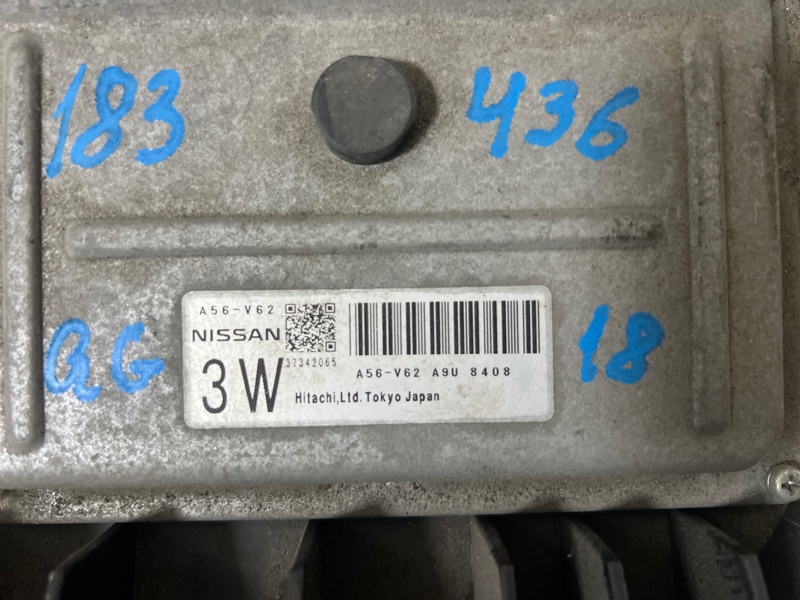 183
436
A56-V62
NISSAN
37342065
3W
A56-V62 A9U 8408
Hitachi,Ltd.Tokyo Japan
QG
18